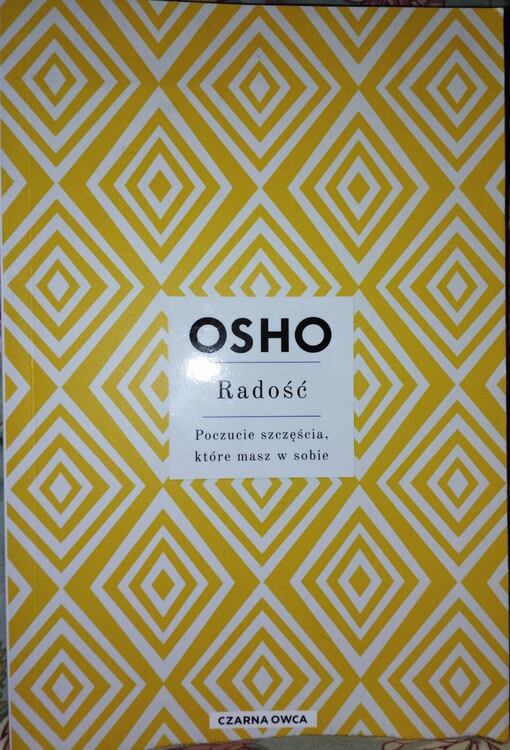 OSHO
Radość
Poczucie szczęścia,
które masz w sobie
CZARNA OWCA